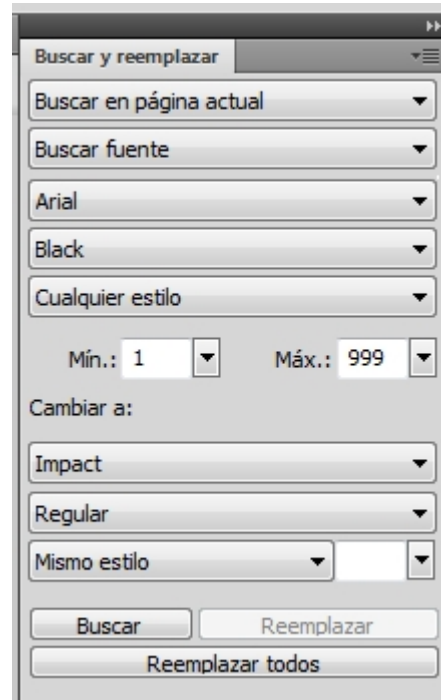 Buscar y reemplazar
Buscar en página actual
Buscar fuente
Arial
Black
Cualquier estilo
Mín.: 1 Máx.: 999
Cambiar a:
Impact
Regular
Mismo estilo
Buscar Reemplazar
Reemplazar todos